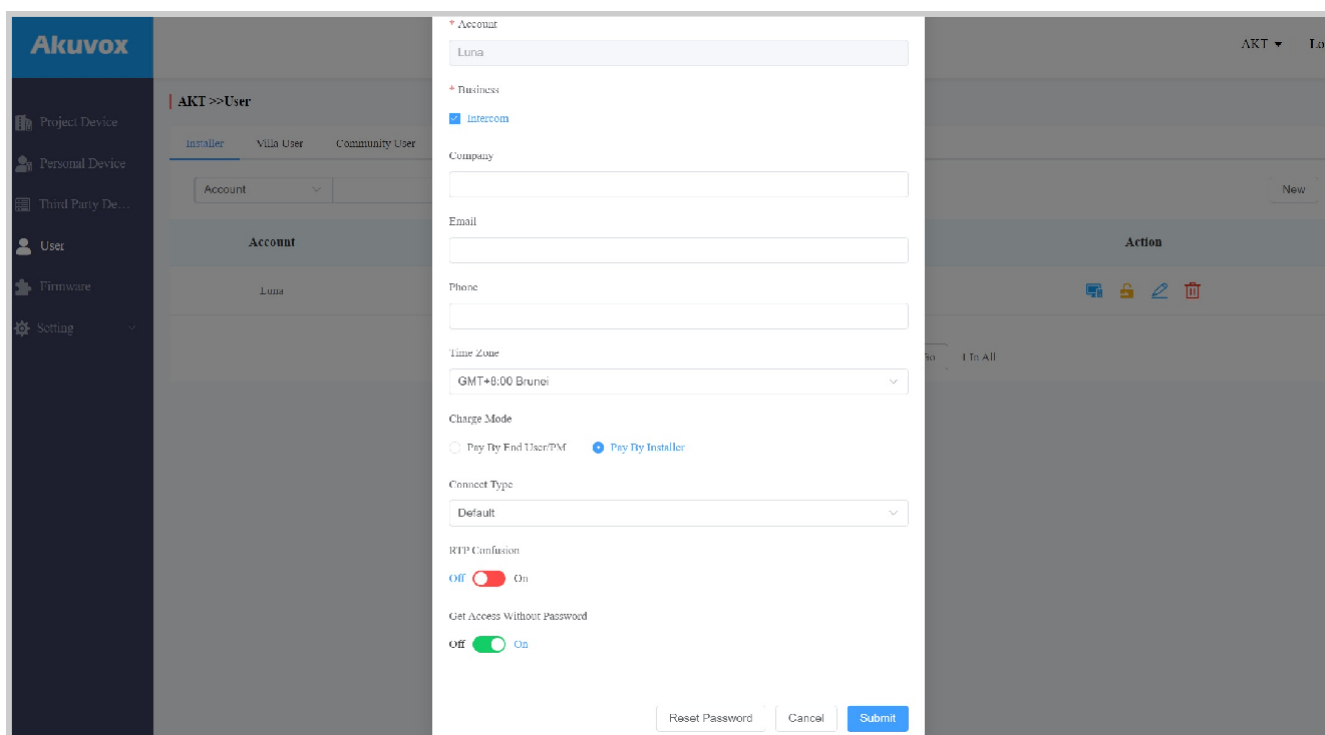 Akuvox
AKT
Lo
Project Device
Personal Device
Third Party De...
User
Firmware
Setting
AKT >>User
Installer
Villa User
Community User
Account
New
Account
Action
Luna
Go
1 In All
* Account
Luna
* Business
Intercom
Company
Email
Phone
Time Zone
GMT+8:00 Brunei
Charge Mode
Pay By End User/PM
Pay By Installer
Connect Type
Default
RTP Confusion
Off
On
Get Access Without Password
Off
On
Reset Password
Cancel
Submit